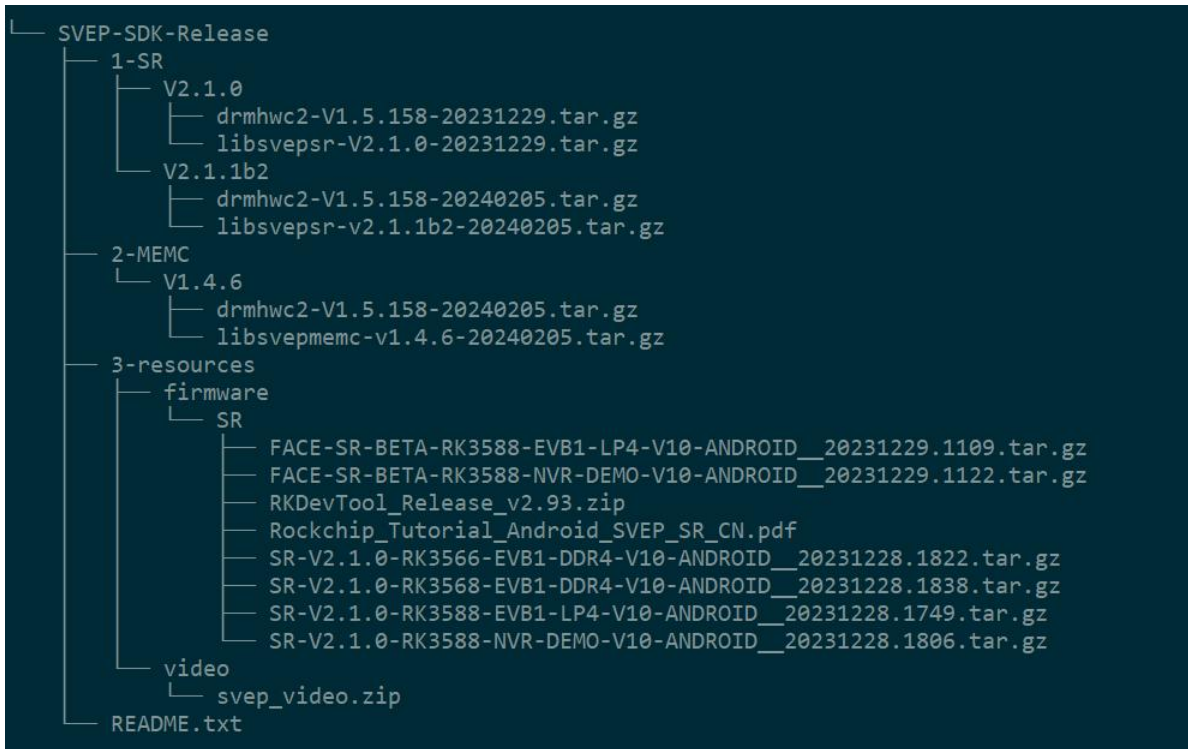 └── SVEP-SDK-Release
    ├── 1-SR
    │   ├── V2.1.0
    │   │   ├── drmhwc2-V1.5.158-20231229.tar.gz
    │   │   └── libsvepsr-V2.1.0-20231229.tar.gz
    │   └── V2.1.1b2
    │       ├── drmhwc2-V1.5.158-20240205.tar.gz
    │       └── libsvepsr-v2.1.1b2-20240205.tar.gz
    ├── 2-MEMC
    │   └── V1.4.6
    │       ├── drmhwc2-V1.5.158-20240205.tar.gz
    │       └── libsvepmemc-v1.4.6-20240205.tar.gz
    ├── 3-resources
    │   ├── firmware
    │   │   └── SR
    │   │       ├── FACE-SR-BETA-RK3588-EVB1-LP4-V10-ANDROID__20231229.1109.tar.gz
    │   │       ├── FACE-SR-BETA-RK3588-NVR-DEMO-V10-ANDROID__20231229.1122.tar.gz
    │   │       ├── RKDevTool_Release_v2.93.zip
    │   │       ├── Rockchip_Tutorial_Android_SVEP_SR_CN.pdf
    │   │       ├── SR-V2.1.0-RK3566-EVB1-DDR4-V10-ANDROID__20231228.1822.tar.gz
    │   │       ├── SR-V2.1.0-RK3568-EVB1-DDR4-V10-ANDROID__20231228.1838.tar.gz
    │   │       ├── SR-V2.1.0-RK3588-EVB1-LP4-V10-ANDROID__20231228.1749.tar.gz
    │   │       └── SR-V2.1.0-RK3588-NVR-DEMO-V10-ANDROID__20231228.1806.tar.gz
    │   └── video
    │       └── svep_video.zip
    └── README.txt